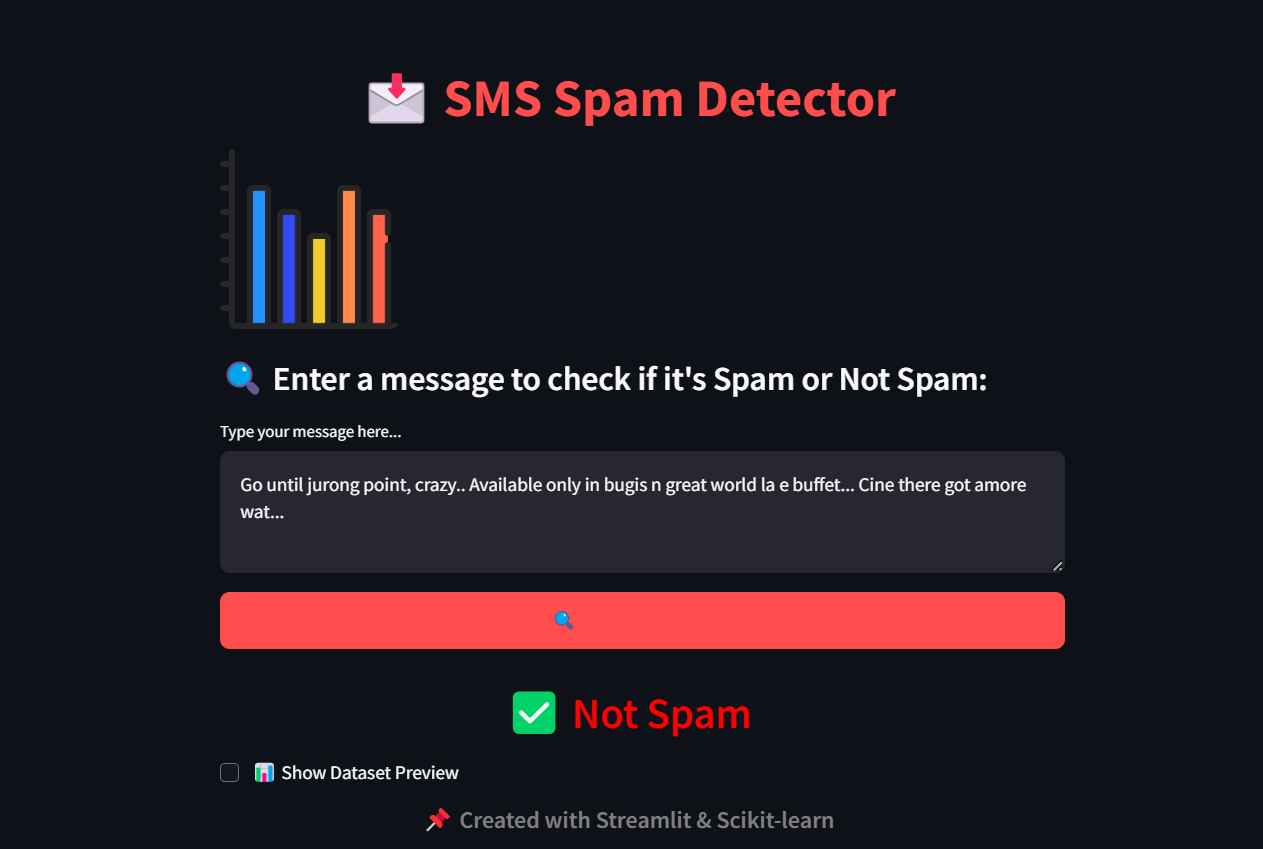 SMS Spam Detector
Enter a message to check if it's Spam or Not Spam:
Type your message here...
Go until jurong point, crazy.. Available only in bugis n great world la e buffet... Cine there got amore
wat...
Not Spam
Show Dataset Preview
Created with Streamlit & Scikit-learn